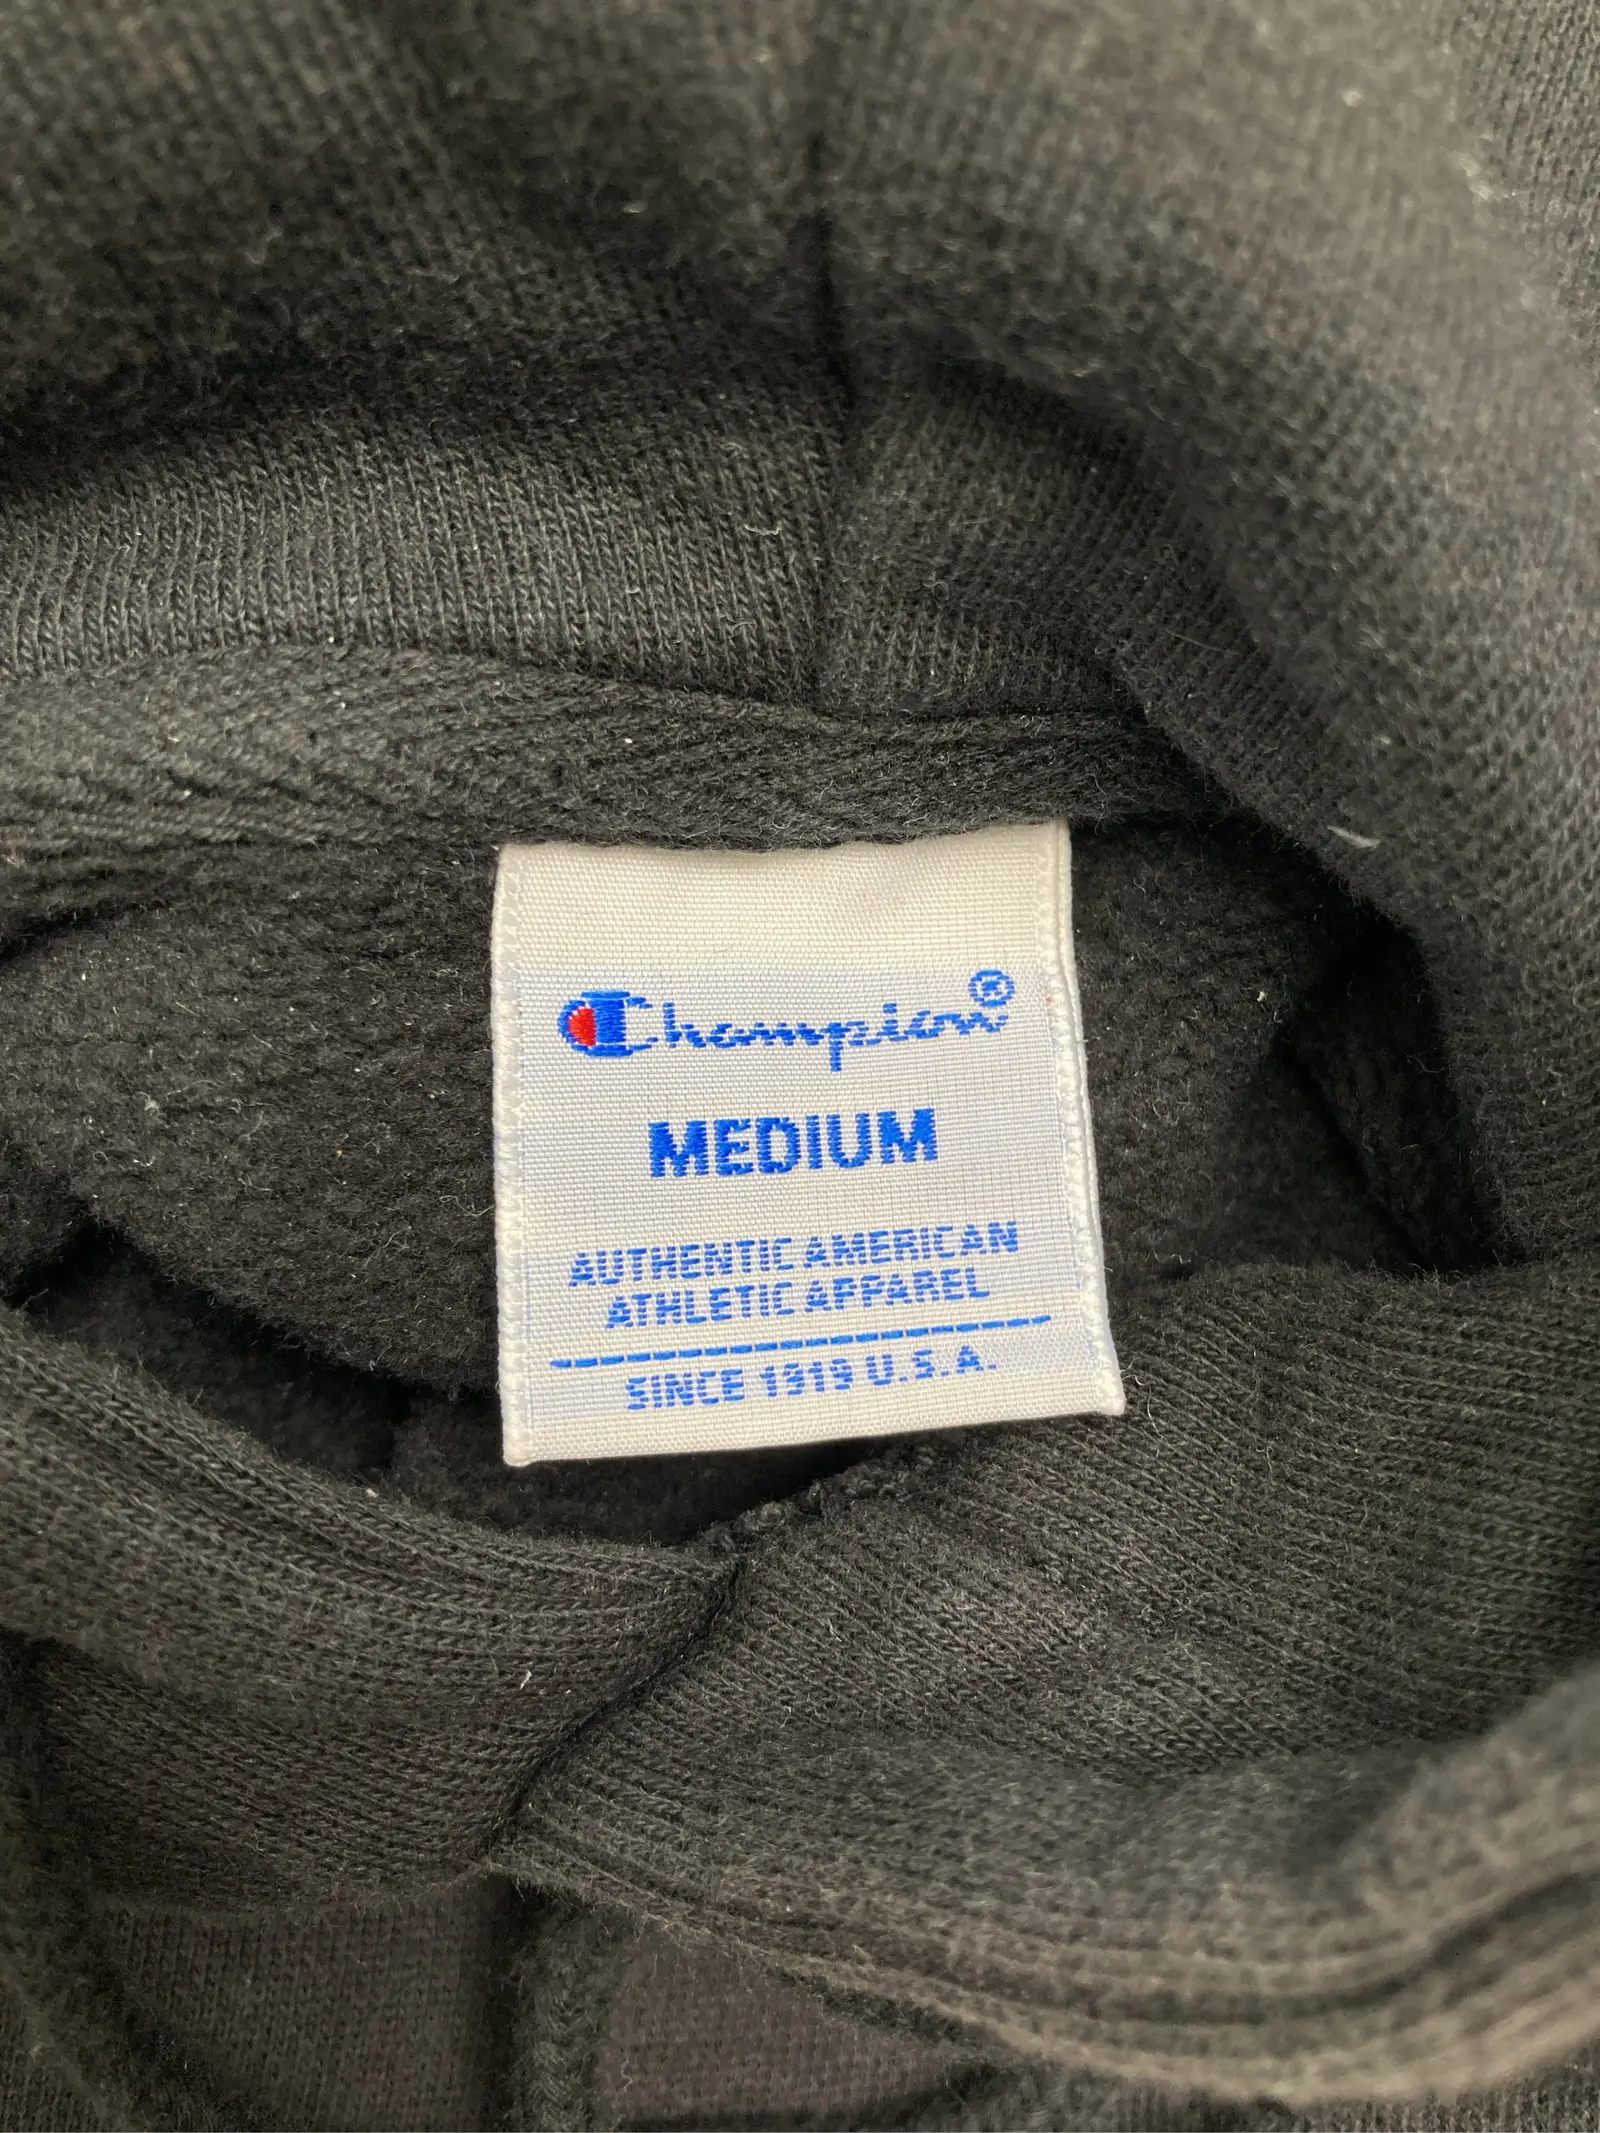 Champion®
MEDIUM
AUTHENTIC AMERICAN
ATHLETIC APPAREL
SINCE 1919 U.S.A.